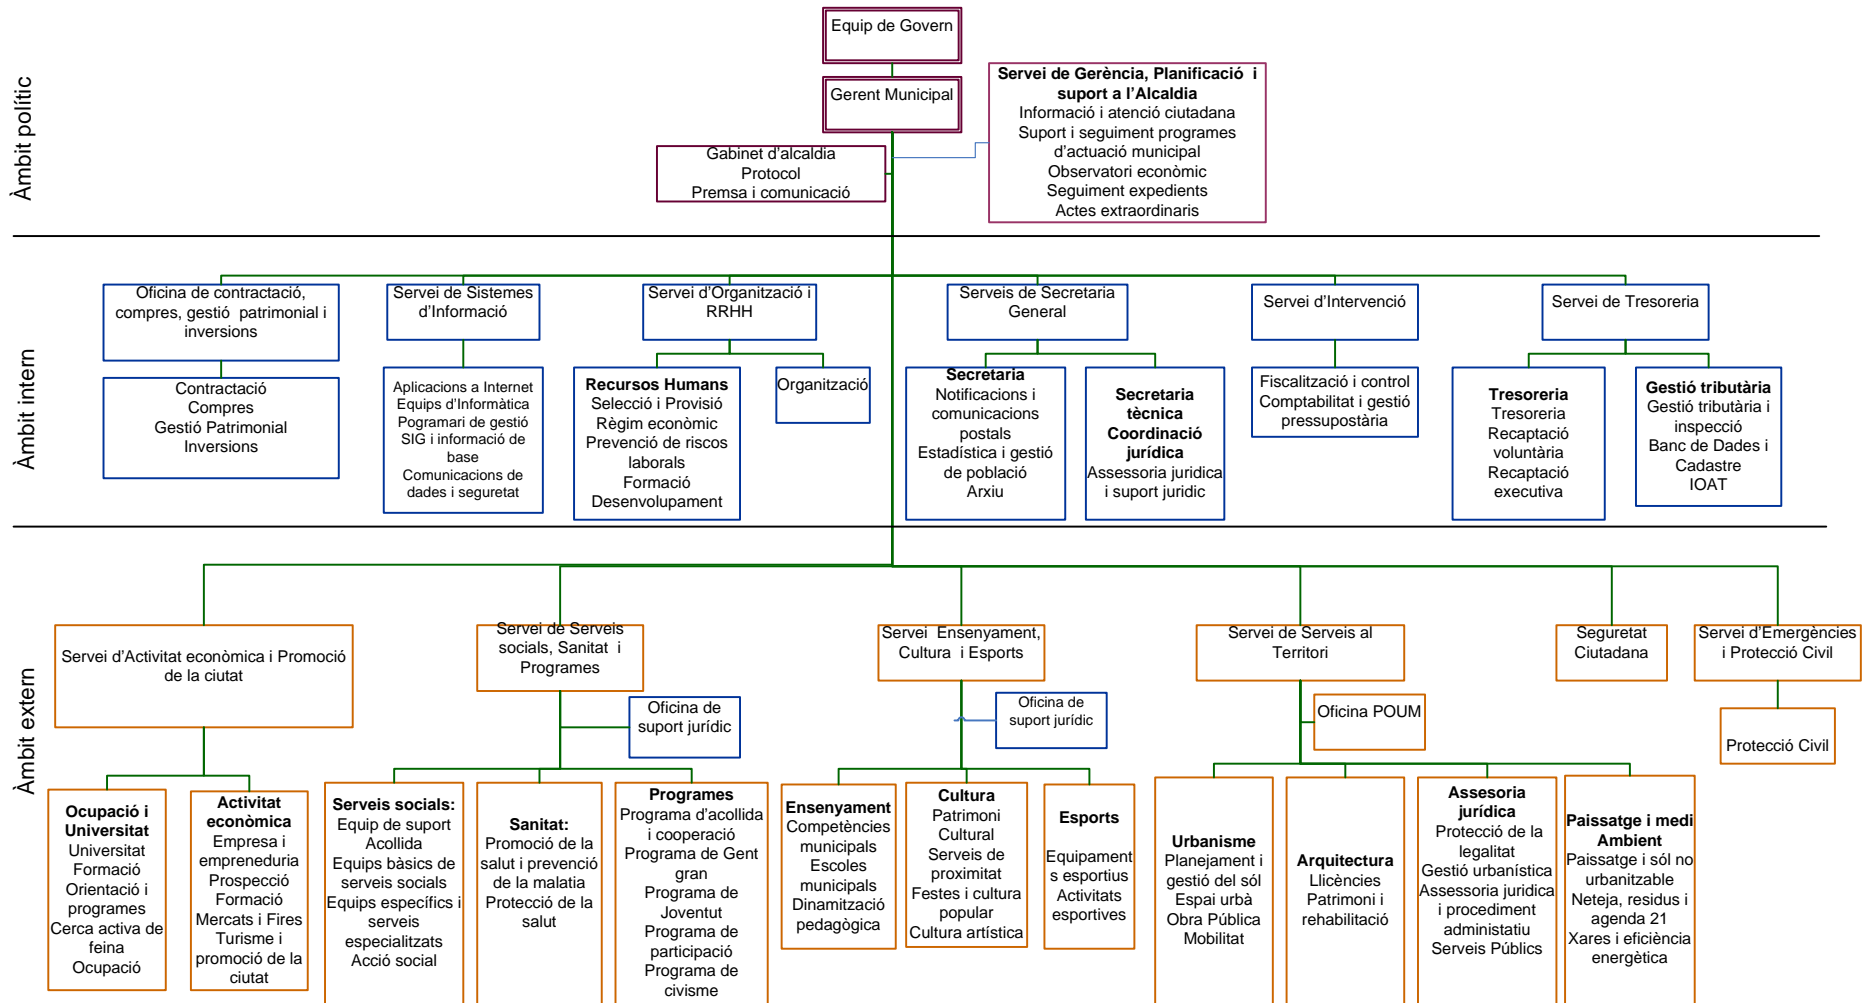 Equip de Govern
Gerent Municipal
Servei de Gerència, Planificació i
suport a l'Alcaldia
Informació i atenció ciutadana
Suport i seguiment programes
d'actuació municipal
Observatori econòmic
Seguiment expedients
Actes extraordinaris
Gabinet d'alcaldia
Protocol
Premsa i comunicació
Àmbit polític
Àmbit intern
Oficina de contractació,
compres, gestió patrimonial i
inversions
Servei de Sistemes
d'Informació
Servei d'Organització i
RRHH
Serveis de Secretaria
General
Servei d'Intervenció
Servei de Tresoreria
Contractació
Compres
Gestió Patrimonial
Inversions
Aplicacions a Internet
Equips d'Informàtica
Pogramari de gestió
SIG i informació de
base
Comunicacions de
dades i seguretat
Recursos Humans
Selecció i Provisió
Règim econòmic
Prevenció de riscos
laborals
Formació
Desenvolupament
Organització
Secretaria
Notificacions i
comunicacions
postals
Estadística i gestió
de població
Arxiu
Secretaria
tècnica
Coordinació
jurídica
Assessoria juridica
i suport juridic
Fiscalització i control
Comptabilitat i gestió
pressupostària
Tresoreria
Tresoreria
Recaptació
voluntària
Recaptació
executiva
Gestió tributària
Gestió tributària i
inspecció
Banc de Dades i
Cadastre
IOAT
Àmbit extern
Servei d'Activitat econòmica i Promoció
de la ciutat
Servei de Serveis
socials, Sanitat i
Programes
Servei Ensenyament,
Cultura i Esports
Servei de Serveis al
Territori
Seguretat
Ciutadana
Servei d'Emergències
i Protecció Civil
Oficina de
suport jurídic
Oficina de
suport jurídic
Oficina POUM
Protecció Civil
Ocupació i
Universitat
Universitat
Formació
Orientació i
programes
Cerca activa de
feina
Ocupació
Activitat
econòmica
Empresa i
empreneduria
Prospecció
Formació
Mercats i Fires
Turisme i
promoció de la
ciutat
Serveis socials:
Equip de suport
Acollida
Equips bàsics de
serveis socials
Equips específics i
serveis
especialitzats
Acció social
Sanitat:
Promoció de la
salut i prevenció
de la malatia
Protecció de la
salut
Programes
Programa d'acollida
i cooperació
Programa de Gent
gran
Programa de
Joventut
Programa de
participació
Programa de
civisme
Ensenyament
Competències
municipals
Escoles
municipals
Dinamització
pedagògica
Cultura
Patrimoni
Cultural
Serveis de
proximitat
Festes i cultura
popular
Cultura artística
Esports
Equipament
s esportius
Activitats
esportives
Urbanisme
Planejament i
gestió del sól
Espai urbà
Obra Pública
Mobilitat
Arquitectura
Llicències
Patrimoni i
rehabilitació
Assesoria
jurídica
Protecció de la
legalitat
Gestió urbanística
Assessoria juridica
i procediment
administatiu
Serveis Públics
Paissatge i medi
Ambient
Paissatge i sól no
urbanitzable
Neteja, residus i
agenda 21
Xares i eficiència
energètica